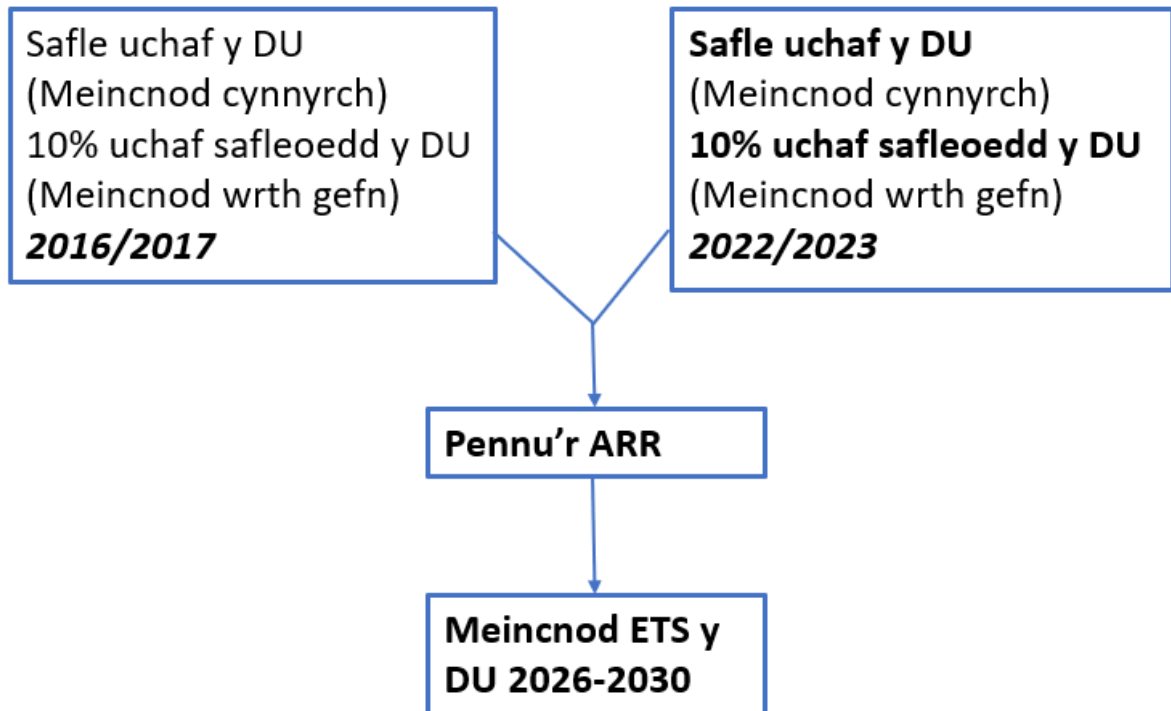 Safle uchaf y DU
(Meincnod cynnyrch)
10% uchaf safleoedd y DU
(Meincnod wrth gefn)
2016/2017
Safle uchaf y DU
(Meincnod cynnyrch)
10% uchaf safleoedd y DU
(Meincnod wrth gefn)
2022/2023
Pennu’r ARR
Meincnod ETS y
DU 2026-2030